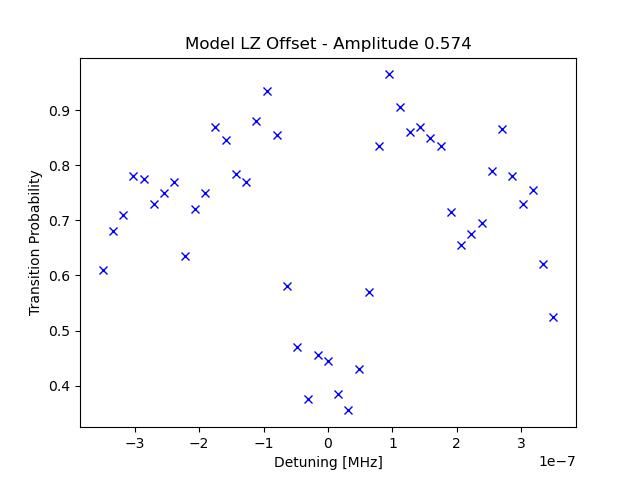 Model LZ Offset - Amplitude 0.574
Transition Probability
0.9
0.8
0.7
0.6
0.5
0.4
−3 −2 −1 0 1 2 3
1e−7
Detuning [MHz]